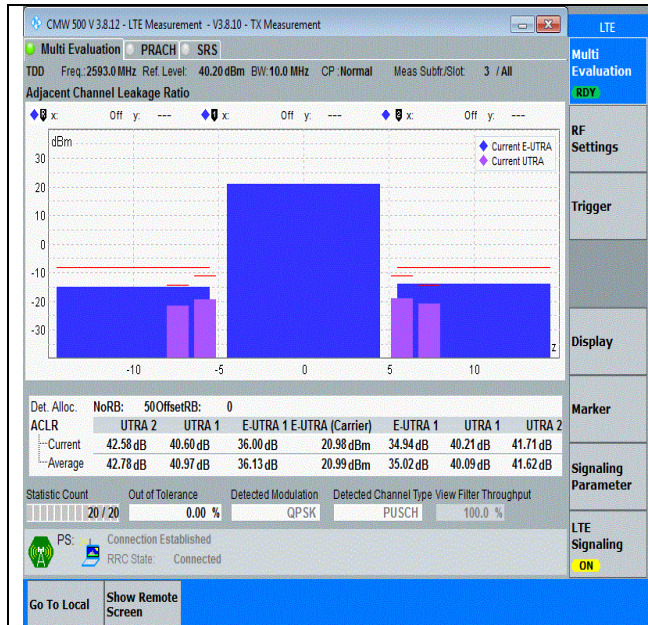 CMW 500 V 3.8.12 - LTE Measurement - V3.8.10 - TX Measurement
LTE
Multi Evaluation PRACH SRS
TDD Freq.:2593.0 MHz Ref. Level: 40.20 dBm BW:10.0 MHz CP :Normal Meas Subfr./Slot: 3 / All
Adjacent Channel Leakage Ratio
x: Off y: --- x: Off y: --- x: Off y: ---
dBm
Current E-UTRA
Current UTRA
30
20
10
0
-10
-20
-30
z
-10 -5 0 5 10
Det. Alloc. NoRB: 50 OffsetRB: 0
ACLR UTRA 2 UTRA 1 E-UTRA 1 E-UTRA (Carrier) E-UTRA 1 UTRA 1 UTRA 2
Current 42.58 dB 40.60 dB 36.00 dB 20.98 dBm 34.94 dB 40.21 dB 41.71 dB
Average 42.78 dB 40.97 dB 36.13 dB 20.99 dBm 35.02 dB 40.09 dB 41.62 dB
Statistic Count Out of Tolerance Detected Modulation Detected Channel Type View Filter Throughput
20 / 20 0.00 % QPSK PUSCH 100.0 %
PS: Connection Established
RRC State: Connected
Multi
Evaluation
RDY
RF
Settings
Trigger
Display
Marker
Signaling
Parameter
LTE
Signaling
ON
Go To Local
Show Remote
Screen